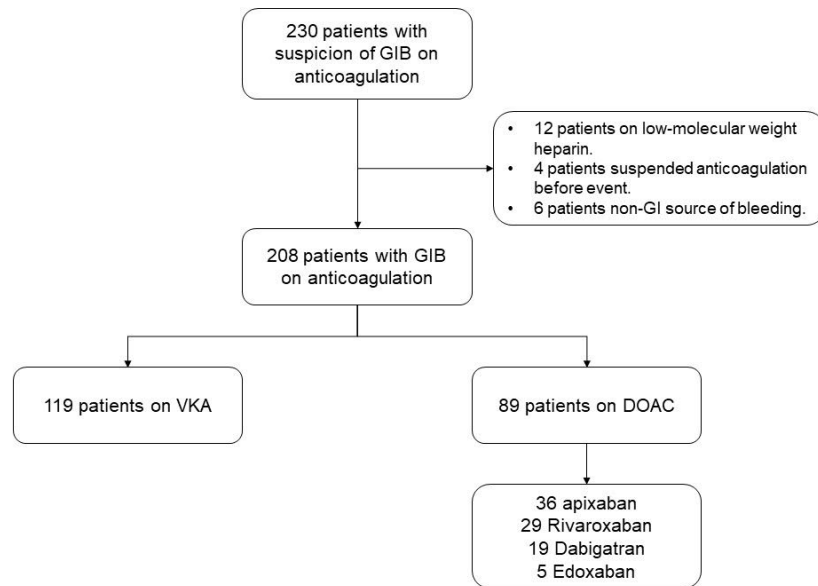 230 patients with
suspicion of GIB on
anticoagulation
• 12 patients on low-molecular weight
heparin.
• 4 patients suspended anticoagulation
before event.
• 6 patients non-GI source of bleeding.
208 patients with GIB
on anticoagulation
119 patients on VKA
89 patients on DOAC
36 apixaban
29 Rivaroxaban
19 Dabigatran
5 Edoxaban